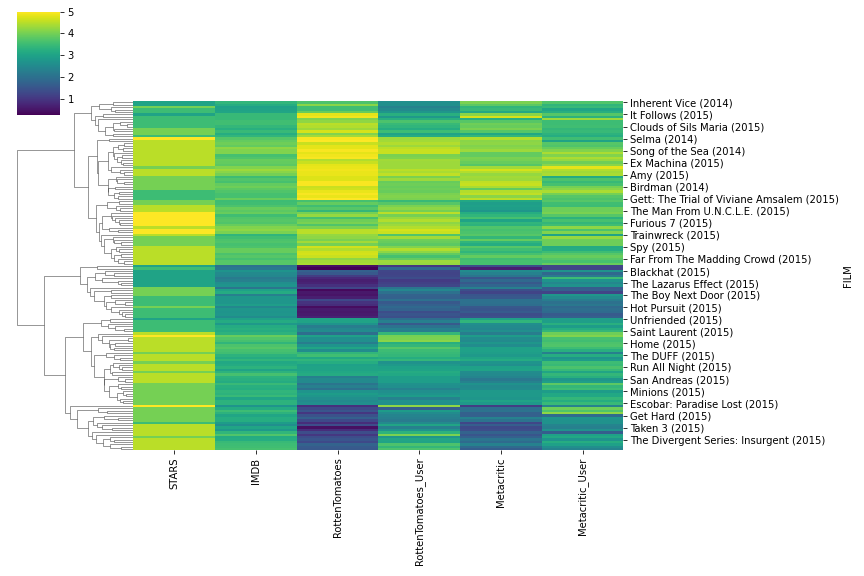 5
4
3
2
1
Inherent Vice (2014)
It Follows (2015)
Clouds of Sils Maria (2015)
Selma (2014)
Song of the Sea (2014)
Ex Machina (2015)
Amy (2015)
Birdman (2014)
Gett: The Trial of Viviane Amsalem (2015)
The Man From U.N.C.L.E. (2015)
Furious 7 (2015)
Trainwreck (2015)
Spy (2015)
Far From The Madding Crowd (2015)
Blackhat (2015)
The Lazarus Effect (2015)
The Boy Next Door (2015)
Hot Pursuit (2015)
Unfriended (2015)
Saint Laurent (2015)
Home (2015)
The DUFF (2015)
Run All Night (2015)
San Andreas (2015)
Minions (2015)
Escobar: Paradise Lost (2015)
Get Hard (2015)
Taken 3 (2015)
The Divergent Series: Insurgent (2015)
FILM
STARS
IMDB
RottenTomatoes
RottenTomatoes_User
Metacritic
Metacritic_User